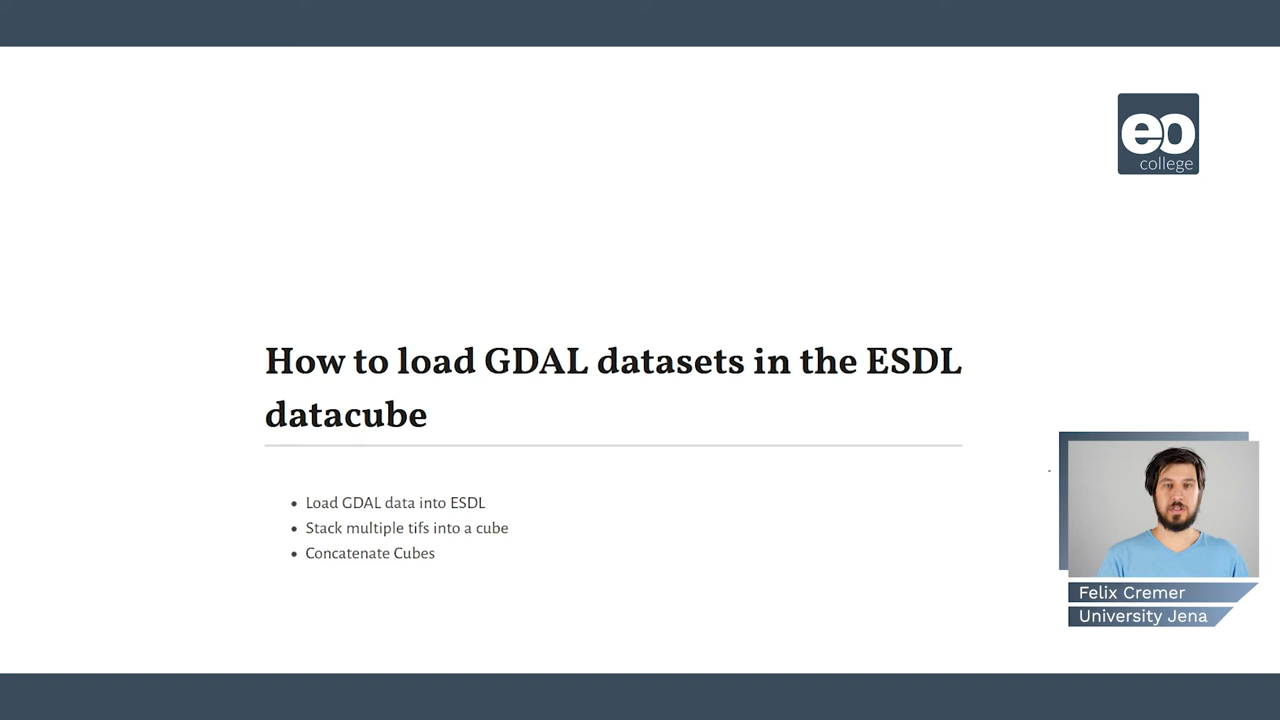 eo
college
How to load GDAL datasets in the ESDL
datacube
• Load GDAL data into ESDL
• Stack multiple tifs into a cube
• Concatenate Cubes
Felix Cremer
University Jena